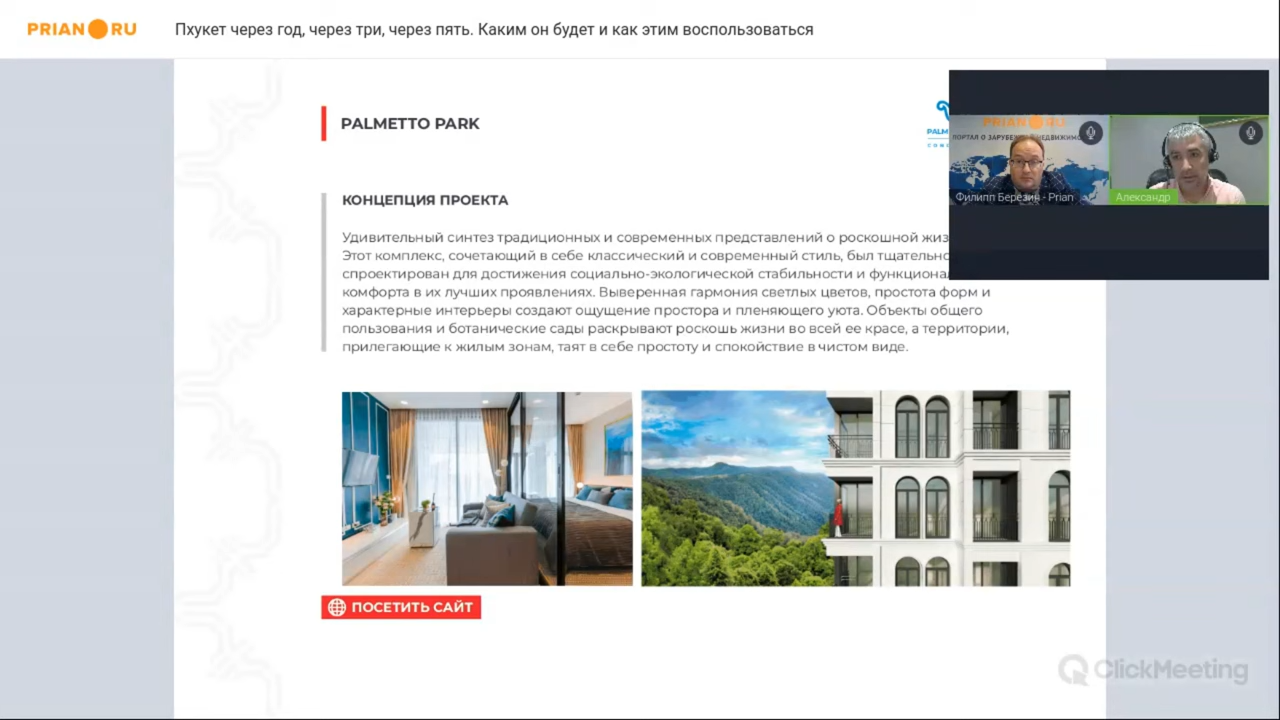 PRIAN RU
Пхукет через год, через три, через пять. Каким он будет и как этим воспользоваться
PALMETTO PARK
PRIAN RU
Филипп Березин - Prian
Александр
КОНЦЕПЦИЯ ПРОЕКТА
Удивительный синтез традиционных и современных представлений о роскошной
Этот комплекс, сочетающий в себе классический и современный стиль, был
спроектирован для достижения социально-экологической стабильности и
комфорта в их лучших проявлениях. Выверенная гармония светлых цветов, простота форм и
характерные интерьеры создают ощущение простора и пленяющего уюта. Объекты общего
пользования и ботанические сады раскрывают роскошь жизни во всей ее красе, а территории,
прилегающие к жилым зонам, таят в себе простоту и спокойствие в чистом виде.
ПОСЕТИТЬ САЙТ
ClickMeeting